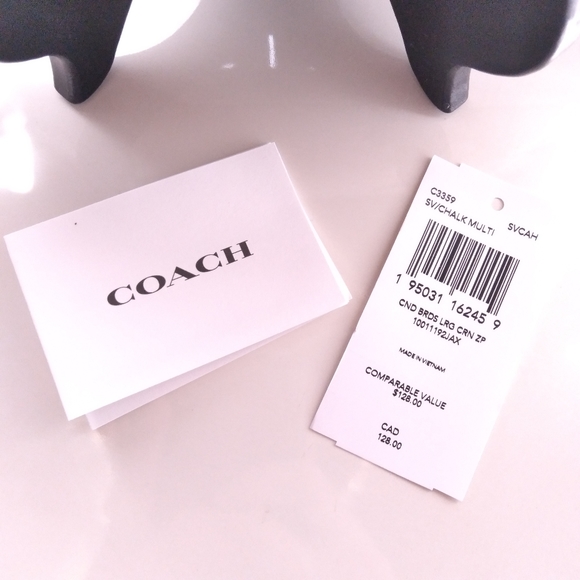 COACH
C3359
SV/CHALK MULTI SVCAH
1 95031 16245 9
CND BRDS LRG CRN ZP
10011192JAX
MADE IN VIETNAM
COMPARABLE VALUE
$128.00
CAD
128.00